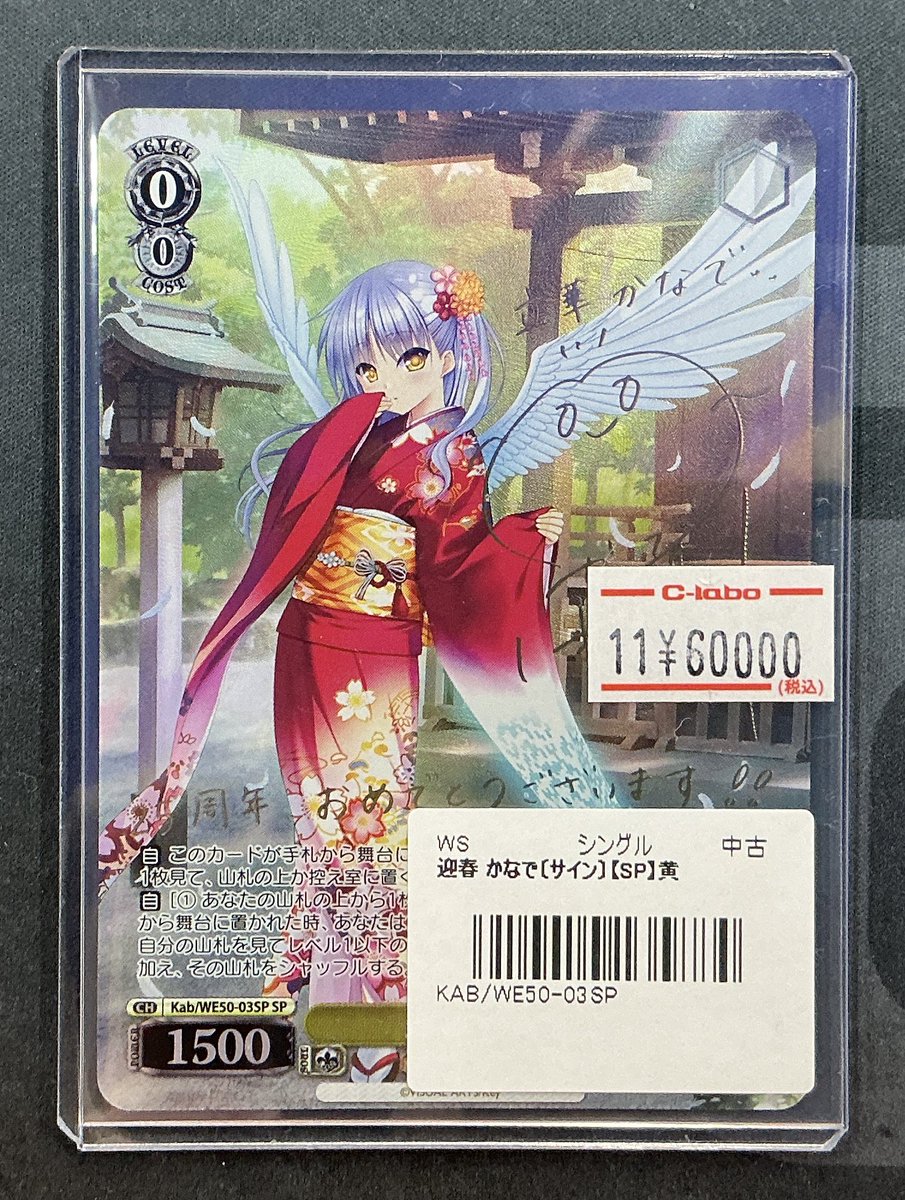 LEVEL
0
0
COST
立華かなで
C-labo
11¥60000
(税込)
周年 おめでとうございます!!
WS シングル 中古
迎春 かなで〔サイン〕【SP】黄
KAB/WE50-03SP
自 このカードが手札から舞台に
1枚見て、山札の上か控え室に置く
自 [① あなたの山札の上から1枚
から舞台に置かれた時、あなたは
自分の山札を見てレベル1以下の
加え、その山札をシャッフルする。
CH Kab/WE50-03SP SP
POWER 1500 SOUL
©VISUAL ARTS/Key